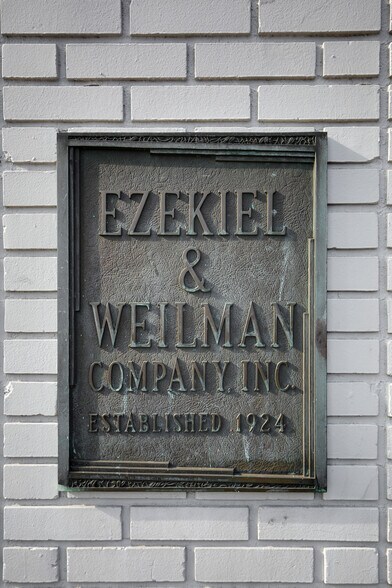 EZEKIEL
&
WEILMAN
COMPANY, INC.
ESTABLISHED 1924